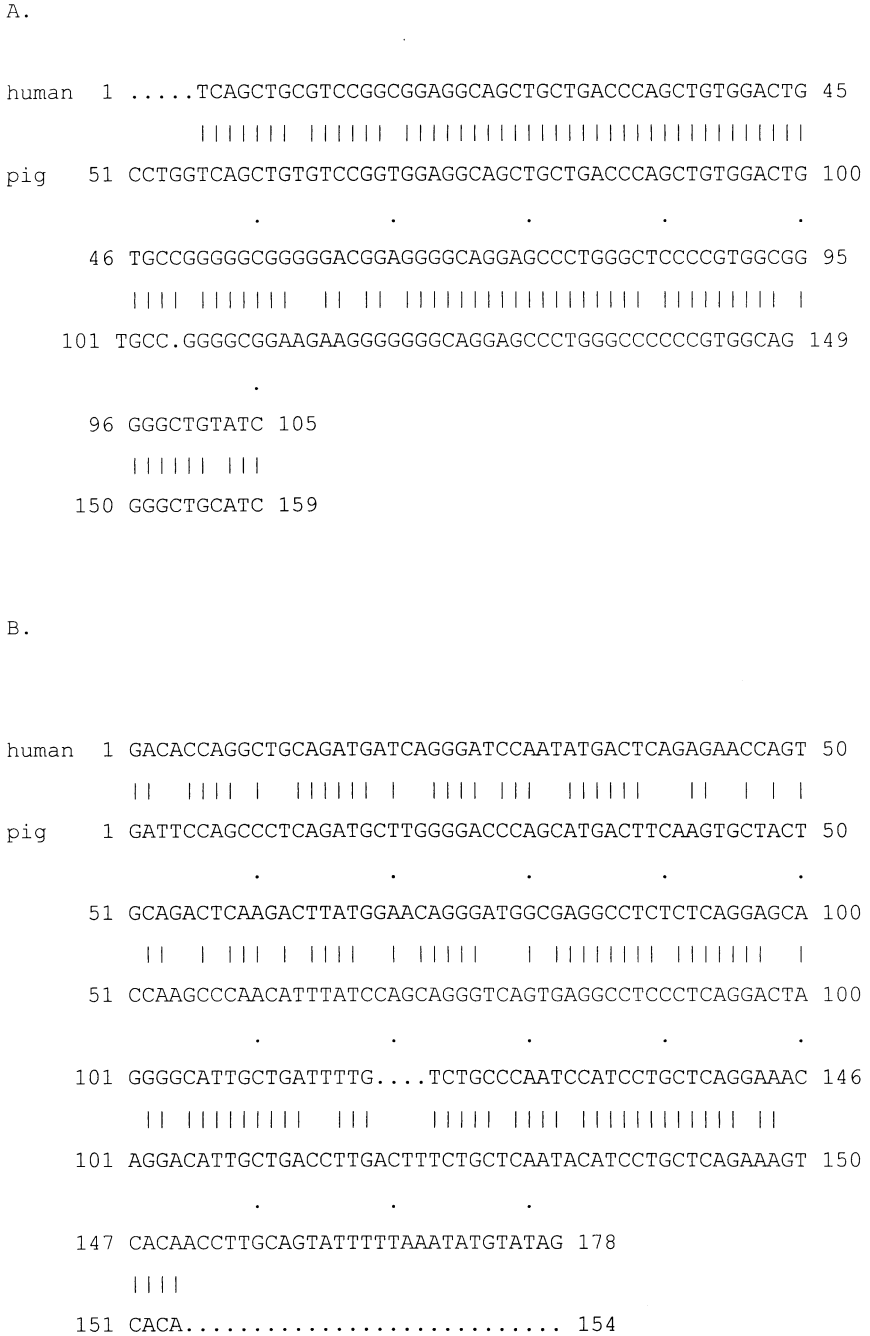 A.
human 1 .....TCAGCTGCGTCCGGCGGAGGCAGCTGCTGACCCAGCTGTGGACTG 45
||||||| |||||| ||||||||||||||||||||||||||||||
pig 51 CCTGGTCAGCTGTGTCCGGTGGAGGCAGCTGCTGACCCAGCTGTGGACTG 100
. . . . .
46 TGCCGGGGGCGGGGGACGGAGGGGCAGGAGCCCTGGGCTCCCCGTGGCGG 95
|||| ||||||| || || |||||||||||||||||| ||||||||| |
101 TGCC.GGGGCGGAAGAAGGGGGGGCAGGAGCCCTGGGCCCCCCGTGGCAG 149
.
96 GGGCTGTATC 105
|||||| |||
150 GGGCTGCATC 159
B.
human 1 GACACCAGGCTGCAGATGATCAGGGATCCAATATGACTCAGAGAACCAGT 50
|| |||| | |||||| | |||| ||| |||||| || | | |
pig 1 GATTCCAGCCCTCAGATGCTTGGGGACCCAGCATGACTTCAAGTGCTACT 50
. . . . .
51 GCAGACTCAAGACTTATGGAACAGGGATGGCGAGGCCTCTCTCAGGAGCA 100
|| | ||| | |||| | ||||| | |||||||| ||||||| |
51 CCAAGCCCAACATTTATCCAGCAGGGTCAGTGAGGCCTCCCTCAGGACTA 100
. . . . .
101 GGGGCATTGCTGATTTTG....TCTGCCCAATCCATCCTGCTCAGGAAAC 146
|| ||||||||| ||| ||||| |||| |||||||||||| ||
101 AGGACATTGCTGACCTTGACTTTCTGCTCAATACATCCTGCTCAGAAAGT 150
. . .
147 CACAACCTTGCAGTATTTTTAAATATGTATAG 178
||||
151 CACA............................ 154